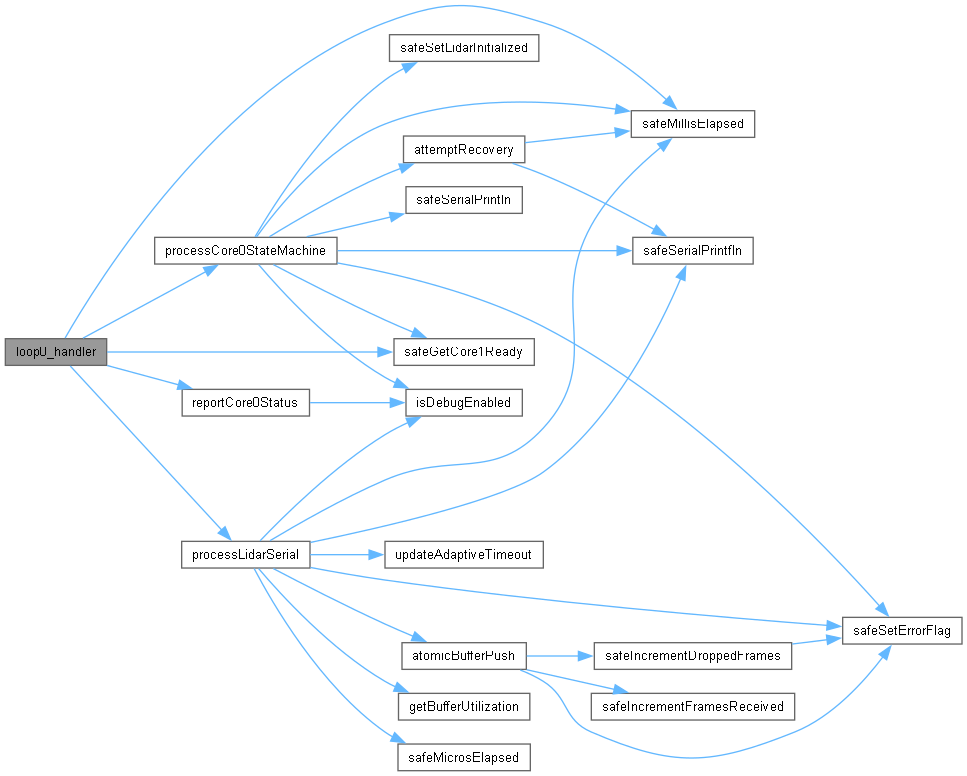 safeSetLidarInitialized
safeMillisElapsed
attemptRecovery
safeSerialPrintln
processCore0StateMachine
safeSerialPrintfln
loop0_handler
safeGetCore1Ready
reportCore0Status
isDebugEnabled
processLidarSerial
updateAdaptiveTimeout
safeSetErrorFlag
atomicBufferPush
safeIncrementDroppedFrames
getBufferUtilization
safeIncrementFramesReceived
safeMicrosElapsed